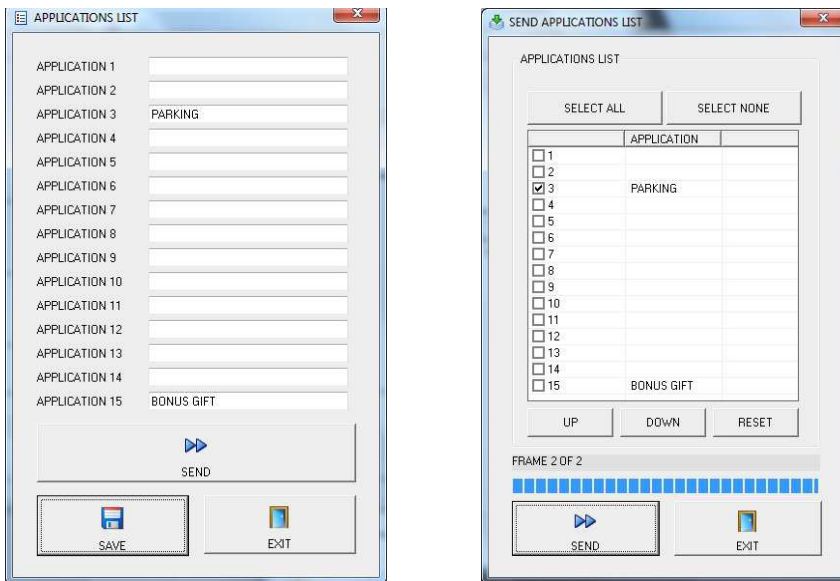 APPLICATIONS LIST
APPLICATION 1
APPLICATION 2
APPLICATION 3 PARKING
APPLICATION 4
APPLICATION 5
APPLICATION 6
APPLICATION 7
APPLICATION 8
APPLICATION 9
APPLICATION 10
APPLICATION 11
APPLICATION 12
APPLICATION 13
APPLICATION 14
APPLICATION 15 BONUS GIFT
SEND
SAVE EXIT
SEND APPLICATIONS LIST
APPLICATIONS LIST
SELECT ALL SELECT NONE
APPLICATION
1
2
3 PARKING
4
5
6
7
8
9
10
11
12
13
14
15 BONUS GIFT
UP DOWN RESET
FRAME 2 OF 2
SEND EXIT